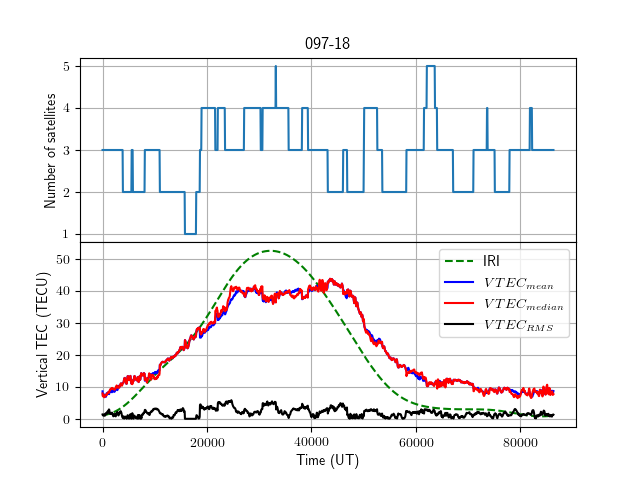 097-18
Number of satellites
5
4
3
2
1
Vertical TEC (TECU)
50
40
30
20
10
0
IRI
VTEC_mean
VTEC_median
VTEC_RMS
0 20000 40000 60000 80000
Time (UT)